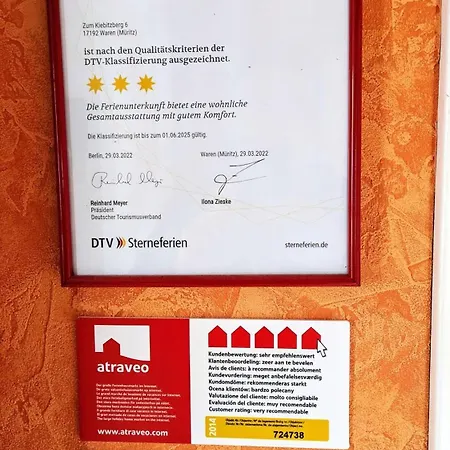 Zum Kiebitzberg 6
17192 Waren (Müritz)
ist nach den Qualitätskriterien der
DTV-Klassifizierung ausgezeichnet.
Die Ferienunterkunft bietet eine wohnliche
Gesamtausstattung mit gutem Komfort.
Die Klassifizierung ist bis zum 01.06.2025 gültig.
Berlin, 29.03.2022
Waren (Müritz), 29.03.2022
Reinhard Meyer
Präsident
Deutscher Tourismusverband
Ilona Zieske
DTV Sterneferien
sterneferien.de
atraveo
www.atraveo.com
Kundenbewertung: sehr empfehlenswert
Klantenbeoordeling: zeer aan te bevelen
Avis de clients: à recommander absolument
Kundevurdering: meget anbefalelsesværdig
Kundomdöme: rekommenderas starkt
Ocena klientów: bardzo polecany
Valutazione del cliente: molto consigliabile
Evaluación del cliente: muy recomendable
Customer rating: very recommendable
2014
724738